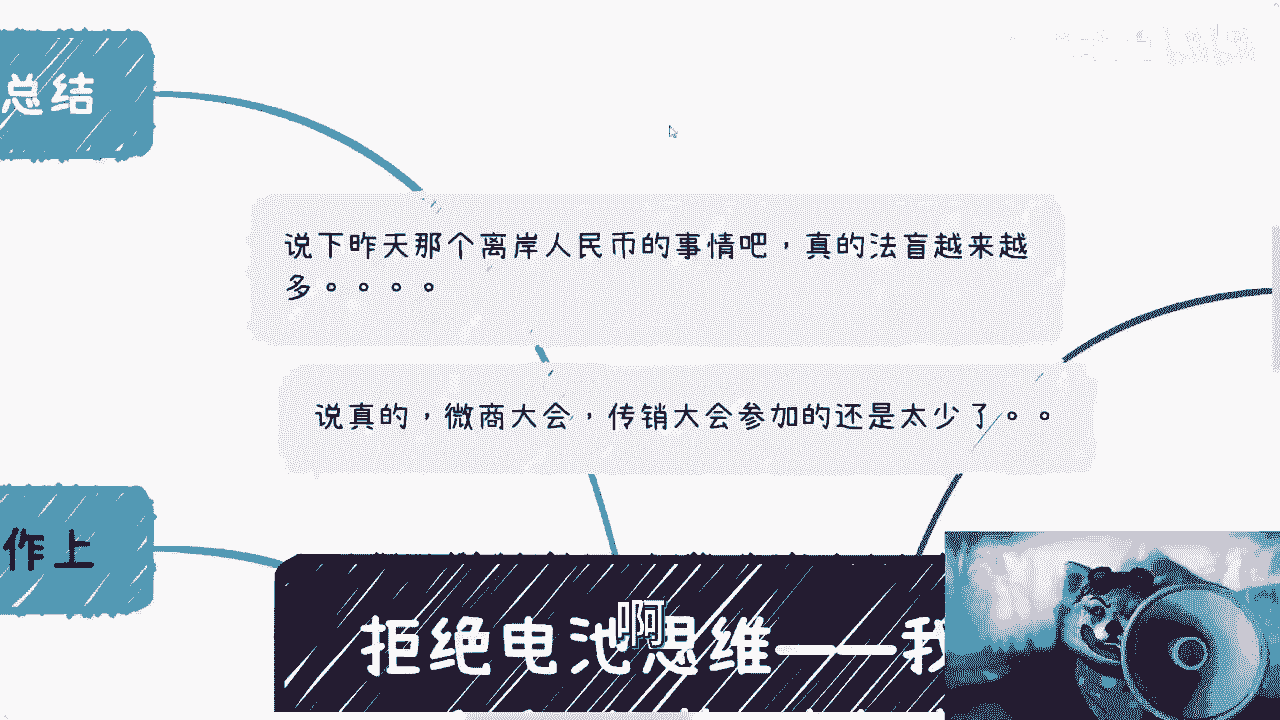 总结
说下昨天那个离岸人民币的事情吧，真的法盲越来越
多。。。。
说真的，微商大会，传销大会参加的还是太少了。。
作上
拒绝电池思维——我
啊